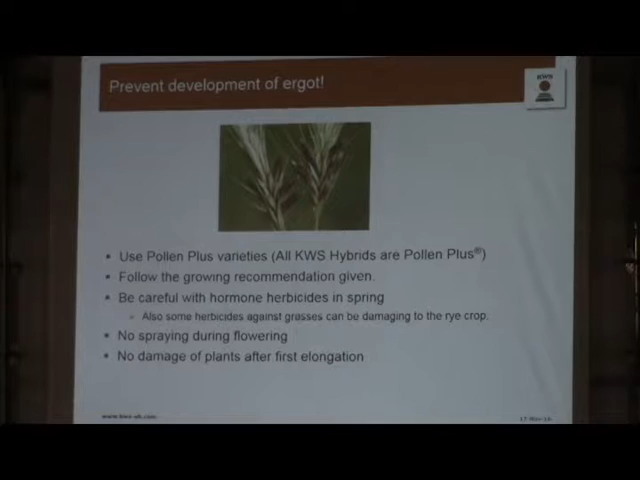 Prevent development of ergot!
KWS
• Use Pollen Plus varieties (All KWS Hybrids are Pollen Plus®)
• Follow the growing recommendation given.
• Be careful with hormone herbicides in spring
Also some herbicides against grasses can be damaging to the rye crop.
• No spraying during flowering
• No damage of plants after first elongation